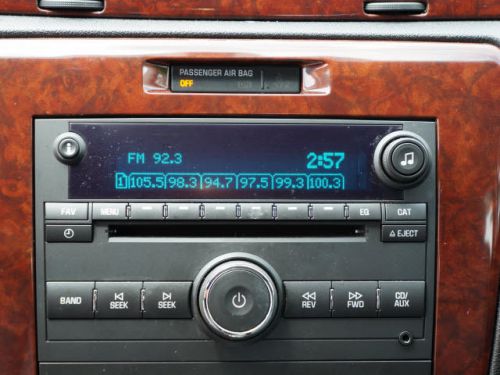 PASSENGER AIR BAG
OFF
FM 92.3 2:57
1 105.5 98.3 94.7 97.5 99.3 100.3
FAV MENU EQ CAT
EJECT
BAND SEEK SEEK REV FWD CD/AUX